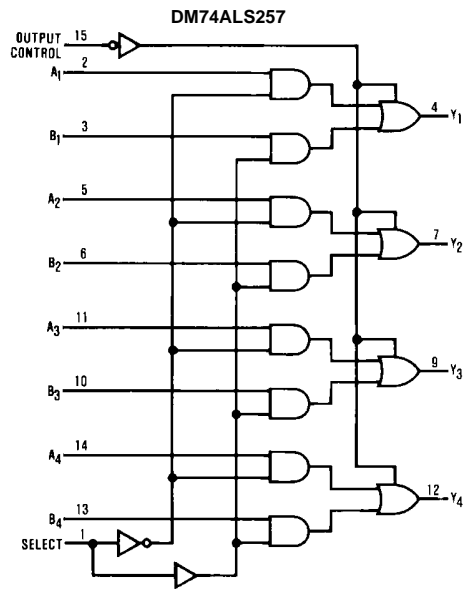 DM74ALS257
OUTPUT
CONTROL
15
A1
2
B1
3
4
Y1
A2
5
B2
6
7
Y2
A3
11
B3
10
9
Y3
A4
14
B4
13
12
Y4
SELECT
1